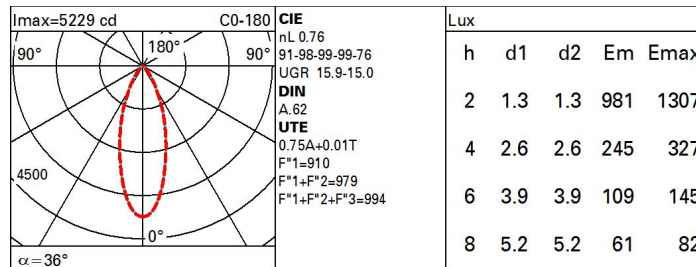 Imax=5229 cd
C0-180
90°
180°
90°
4500
0°
α=36°
CIE
nL 0.76
91-98-99-99-76
UGR 15.9-15.0
DIN
A.62
UTE
0.75A+0.01T
F"1=910
F"1+F"2=979
F"1+F"2+F"3=994
Lux
h d1 d2 Em Emax
2 1.3 1.3 981 1307
4 2.6 2.6 245 327
6 3.9 3.9 109 145
8 5.2 5.2 61 82